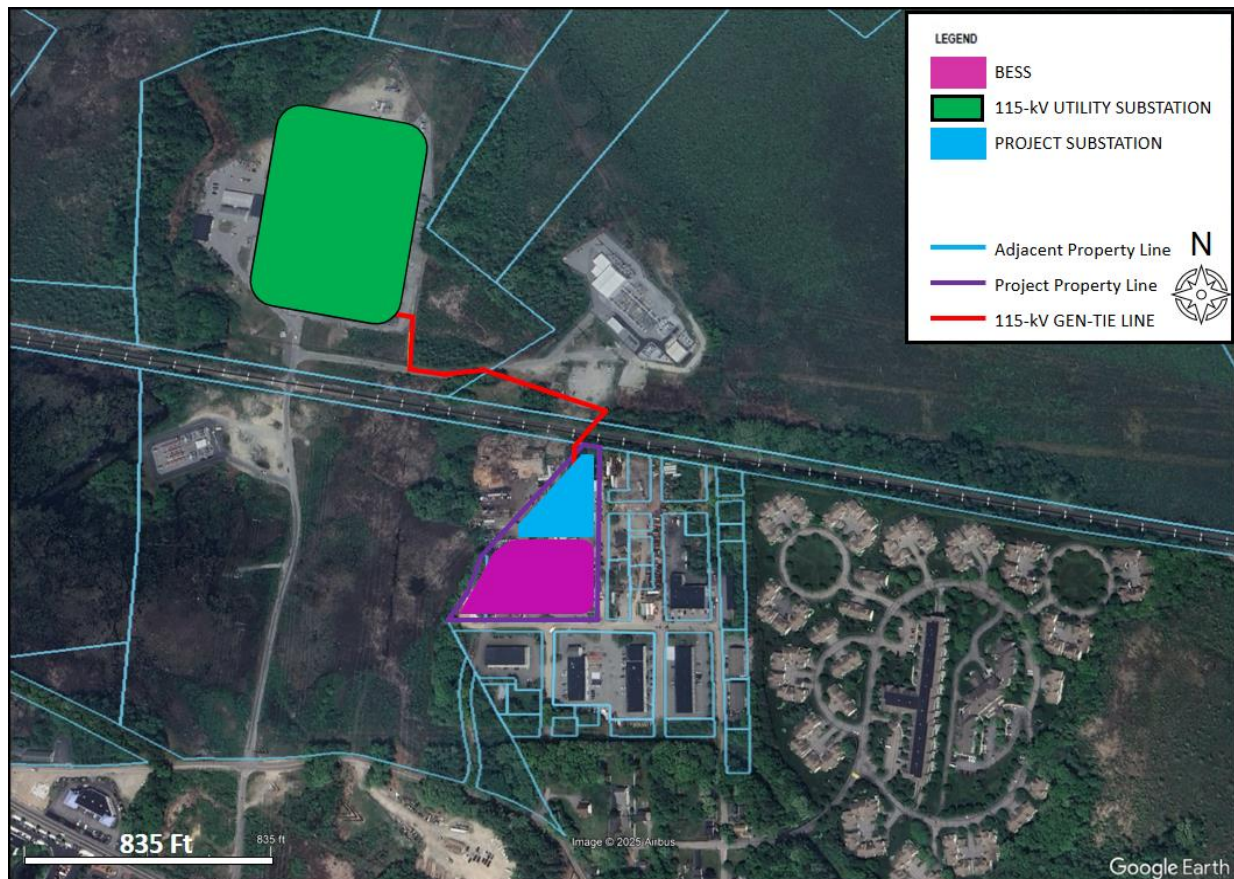 LEGEND
BESS
115-kV UTILITY SUBSTATION
PROJECT SUBSTATION
Adjacent Property Line
N
Project Property Line
115-kV GEN-TIE LINE
835 Ft
835 ft
Image © 2025 Airbus
Google Earth